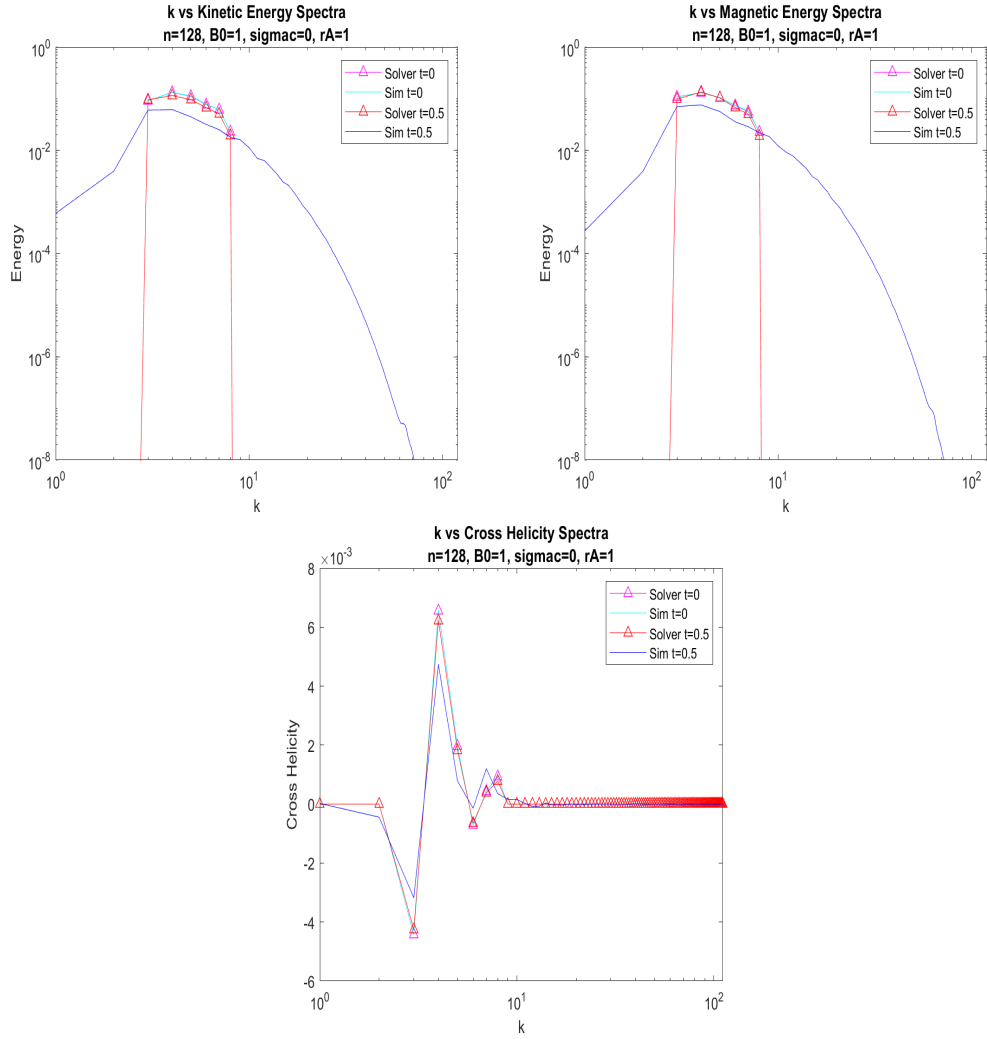 k vs Kinetic Energy Spectra
n=128, B0=1, sigmac=0, rA=1
10^0
10^-2
10^-4
10^-6
10^-8
Energy
10^0
10^1
10^2
k
Solver t=0
Sim t=0
Solver t=0.5
Sim t=0.5
k vs Magnetic Energy Spectra
n=128, B0=1, sigmac=0, rA=1
10^0
10^-2
10^-4
10^-6
10^-8
Energy
10^0
10^1
10^2
k
Solver t=0
Sim t=0
Solver t=0.5
Sim t=0.5
k vs Cross Helicity Spectra
n=128, B0=1, sigmac=0, rA=1
×10^-3
8
6
4
2
0
-2
-4
-6
Cross Helicity
10^0
10^1
10^2
k
Solver t=0
Sim t=0
Solver t=0.5
Sim t=0.5